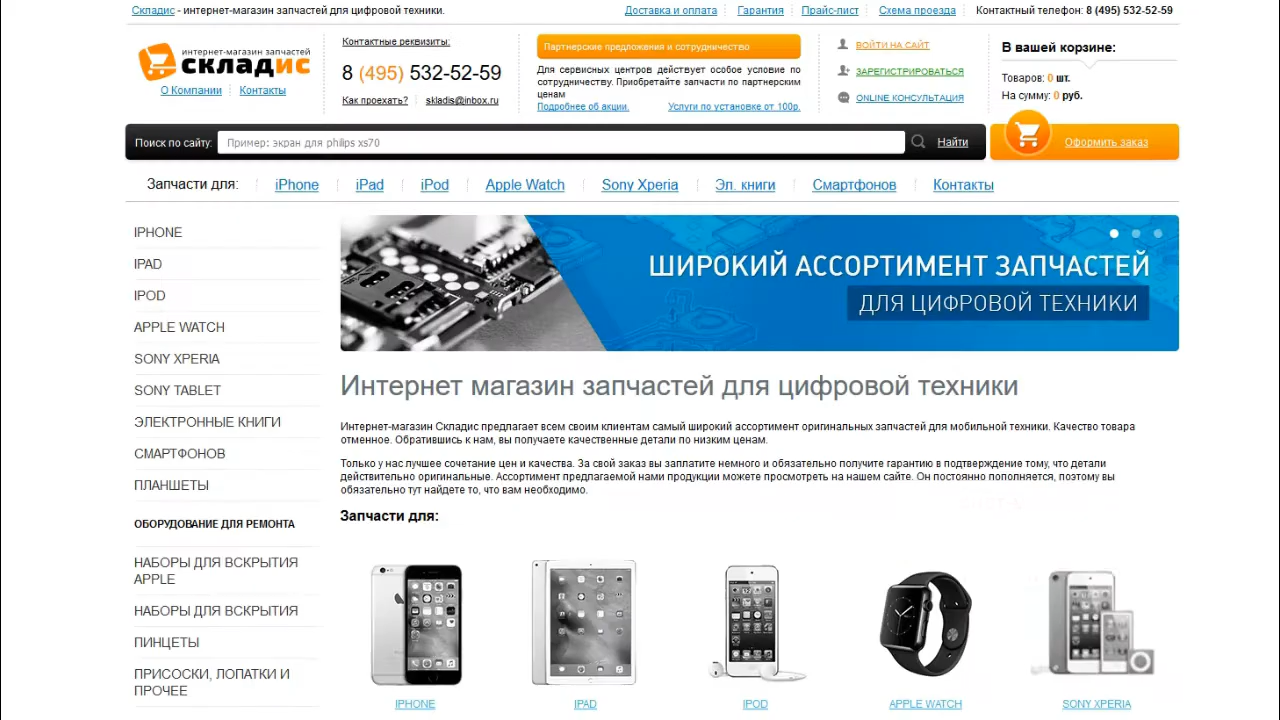 Складис - интернет-магазин запчастей для цифровой техники.
Доставка и оплата
Гарантия
Прайс-лист
Схема проезда
Контактный телефон: 8 (495) 532-52-59
интернет-магазин запчастей
складис
О Компании
Контакты
Контактные реквизиты:
8 (495) 532-52-59
Как проехать?
skladis@inbox.ru
Партнерские предложения и сотрудничество
Для сервисных центров действует особое условие по
сотрудничеству. Приобретайте запчасти по партнерским
ценам
Подробнее об акции.
Услуги по установке от 100р.
ВОЙТИ НА САЙТ
ЗАРЕГИСТРИРОВАТЬСЯ
ONLINE КОНСУЛЬТАЦИЯ
В вашей корзине:
Товаров: 0 шт.
На сумму: 0 руб.
Поиск по сайту:
Пример: экран для philips xs70
Найти
Оформить заказ
Запчасти для:
iPhone
iPad
iPod
Apple Watch
Sony Xperia
Эл. книги
Смартфонов
Контакты
IPHONE
IPAD
IPOD
APPLE WATCH
SONY XPERIA
SONY TABLET
ЭЛЕКТРОННЫЕ КНИГИ
СМАРТФОНОВ
ПЛАНШЕТЫ
ОБОРУДОВАНИЕ ДЛЯ РЕМОНТА
НАБОРЫ ДЛЯ ВСКРЫТИЯ
APPLE
НАБОРЫ ДЛЯ ВСКРЫТИЯ
ПИНЦЕТЫ
ПРИСОСКИ, ЛОПАТКИ И
ПРОЧЕЕ
ШИРОКИЙ АССОРТИМЕНТ ЗАПЧАСТЕЙ
ДЛЯ ЦИФРОВОЙ ТЕХНИКИ
Интернет магазин запчастей для цифровой техники
Интернет-магазин Складис предлагает всем своим клиентам самый широкий ассортимент оригинальных запчастей для мобильной техники. Качество товара
отменное. Обратившись к нам, вы получаете качественные детали по низким ценам.
Только у нас лучшее сочетание цен и качества. За свой заказ вы заплатите немного и обязательно получите гарантию в подтверждение тому, что детали
действительно оригинальные. Ассортимент предлагаемой нами продукции можете просмотреть на нашем сайте. Он постоянно пополняется, поэтому вы
обязательно тут найдете то, что вам необходимо.
Запчасти для:
IPHONE
IPAD
IPOD
APPLE WATCH
SONY XPERIA